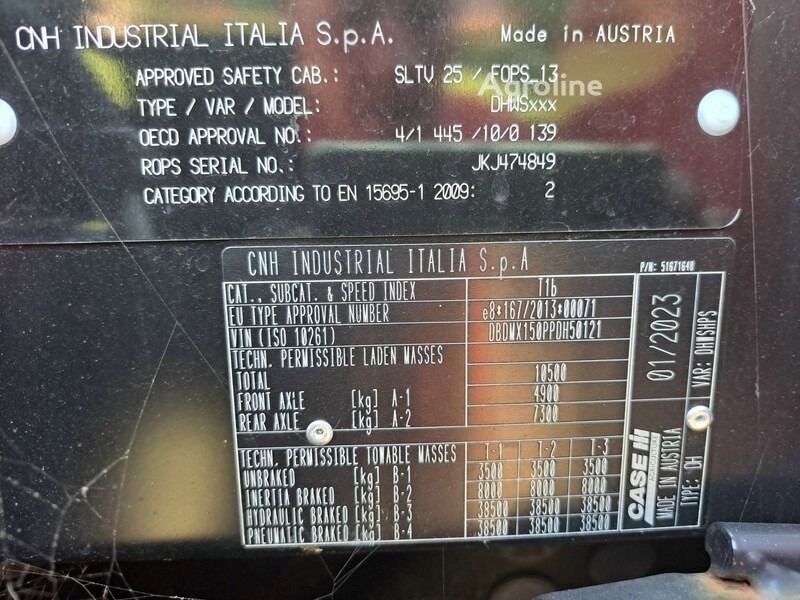 CNH INDUSTRIAL ITALIA S.p.A. Made in AUSTRIA
APPROVED SAFETY CAB.: SLTV 25 / FOPS_13
Agroline
TYPE / VAR / MODEL: DHWSxxx
OECD APPROVAL NO.: 4/1 445 /10/0 139
ROPS SERIAL NO.: JKJ474849
CATEGORY ACCORDING TO EN 15695-1 2009: 2
CNH INDUSTRIAL ITALIA S.p.A P/N: 51671648
CAT., SUBCAT. & SPEED INDEX T1b
EU TYPE APPROVAL NUMBER e8*167/2013*00071
VIN (ISO 10261) DBDMX150PPDH50121
TECHN. PERMISSIBLE LADEN MASSES
TOTAL 10500
FRONT AXLE [kg] A-1 4900
REAR AXLE [kg] A-2 7300
TECHN. PERMISSIBLE TOWABLE MASSES T-1 T-2 T-3
UNBRAKED [kg] B-1 3500 3500 3500
INERTIA BRAKED [kg] B-2 8000 8000 8000
HYDRAULIC BRAKED [kg] B-3 38500 38500 38500
PNEUMATIC BRAKED [kg] B-4 38500 38500 38500
01/2023
VAR: DHWSHPS
CASE IH
AGRICULTURE
MADE IN AUSTRIA
TYPE: DH